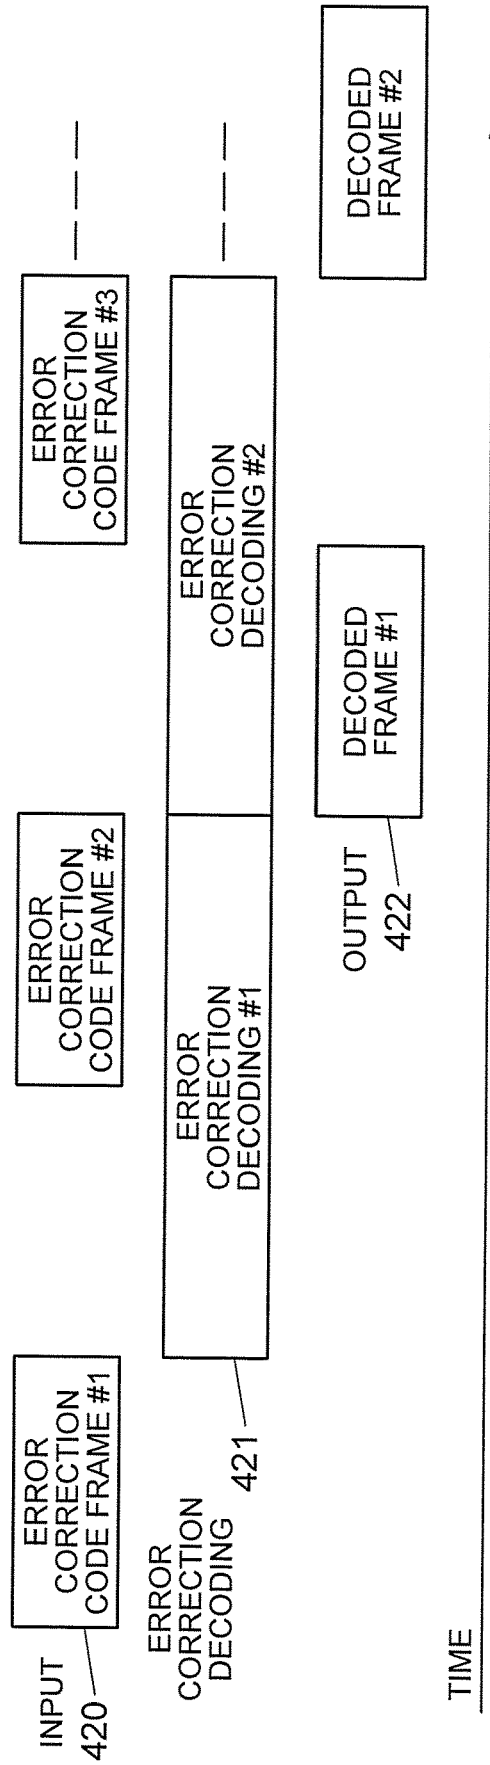 INPUT
420
ERROR
CORRECTION
CODE FRAME #1
ERROR
CORRECTION
CODE FRAME #2
ERROR
CORRECTION
CODE FRAME #3
ERROR
CORRECTION
DECODING
421
ERROR
CORRECTION
DECODING #1
ERROR
CORRECTION
DECODING #2
OUTPUT
422
DECODED
FRAME #1
DECODED
FRAME #2
TIME